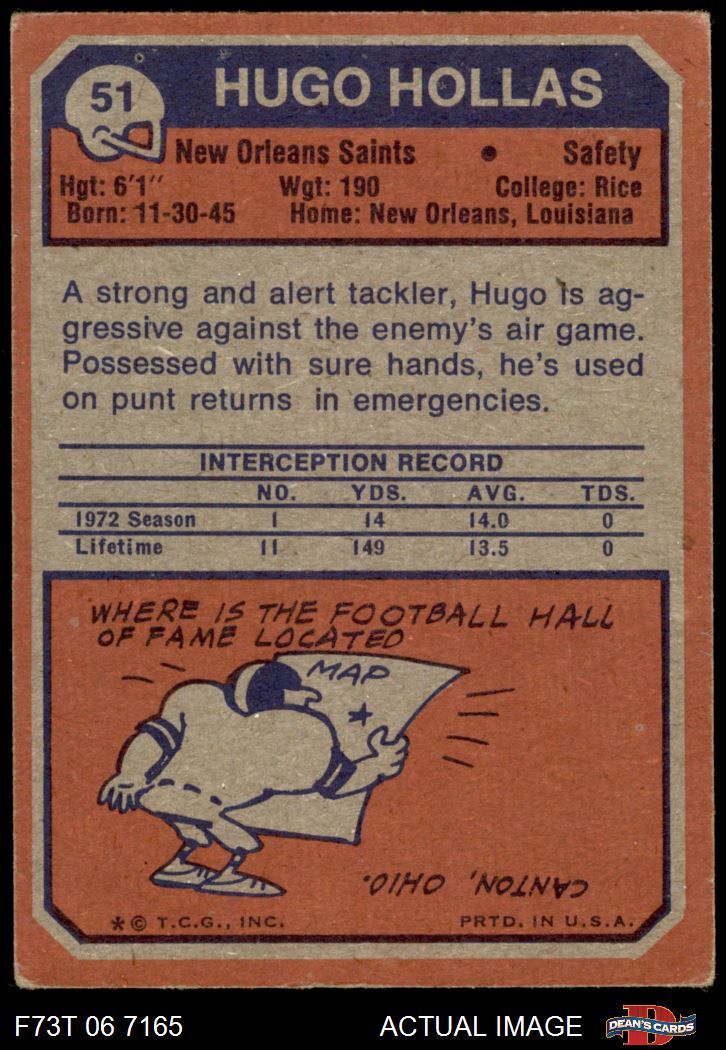 51
HUGO HOLLAS
New Orleans Saints • Safety
Hgt: 6'1" Wgt: 190 College: Rice
Born: 11-30-45 Home: New Orleans, Louisiana
A strong and alert tackler, Hugo is ag-
gressive against the enemy's air game.
Possessed with sure hands, he's used
on punt returns in emergencies.
INTERCEPTION RECORD
NO. YDS. AVG. TDS.
1972 Season 1 14 14.0 0
Lifetime 11 149 13.5 0
WHERE IS THE FOOTBALL HALL
OF FAME LOCATED
MAP
CANTON, OHIO.
* © T.C.G., INC. PRTD. IN U.S.A.
F73T 06 7165 ACTUAL IMAGE
D
DEAN'S CARDS